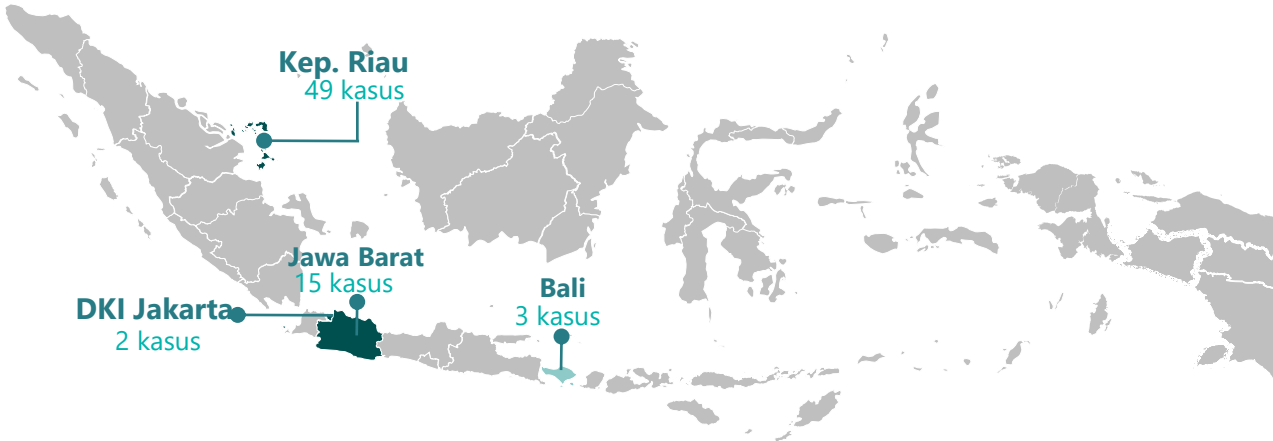 Kep. Riau
49 kasus
Jawa Barat
15 kasus
DKI Jakarta
2 kasus
Bali
3 kasus